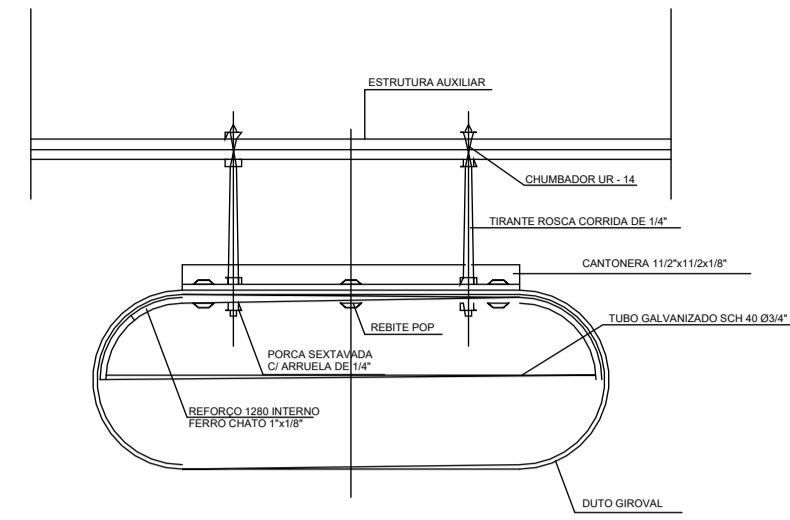 ESTRUTURA AUXILIAR
CHUMBADOR UR - 14
TIRANTE ROSCA CORRIDA DE 1/4"
CANTONERA 11/2"x11/2x1/8"
TUBO GALVANIZADO SCH 40 Ø3/4"
REBITE POP
PORCA SEXTAVADA
C/ ARRUELA DE 1/4"
REFORÇO 1280 INTERNO
FERRO CHATO 1"x1/8"
DUTO GIROVAL